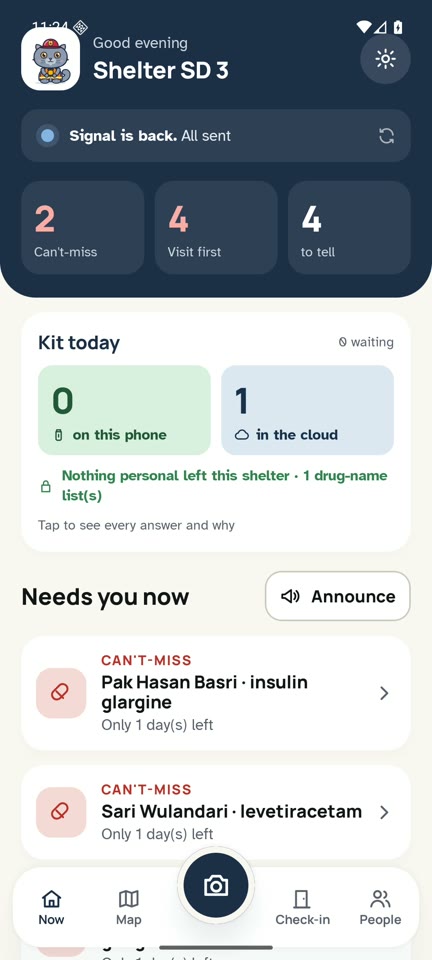 11:24
Good evening
Shelter SD 3
Signal is back. All sent
2
Can't-miss
4
Visit first
4
to tell
Kit today
0 waiting
0
on this phone
1
in the cloud
Nothing personal left this shelter · 1 drug-name
list(s)
Tap to see every answer and why
Needs you now
Announce
CAN'T-MISS
Pak Hasan Basri · insulin
glargine
Only 1 day(s) left
CAN'T-MISS
Sari Wulandari · levetiracetam
Only 1 day(s) left
Now
Map
Check-in
People